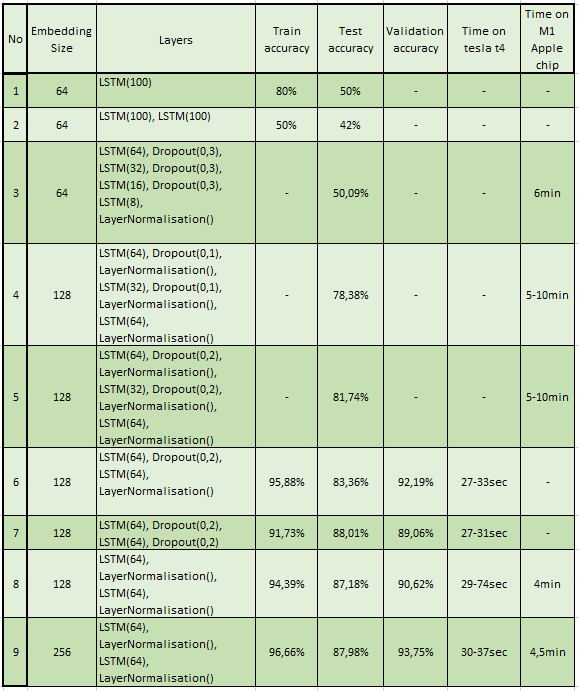 No Embedding Size Layers Train accuracy Test accuracy Validation accuracy Time on tesla t4 Time on M1 Apple chip
1 64 LSTM(100) 80% 50% - - -
2 64 LSTM(100), LSTM(100) 50% 42% - - -
3 64 LSTM(64), Dropout(0,3),
LSTM(32), Dropout(0,3),
LSTM(16), Dropout(0,3),
LSTM(8),
LayerNormalisation() - 50,09% - - 6min
4 128 LSTM(64), Dropout(0,1),
LayerNormalisation(),
LSTM(32), Dropout(0,1),
LayerNormalisation(),
LSTM(64),
LayerNormalisation() - 78,38% - - 5-10min
5 128 LSTM(64), Dropout(0,2),
LayerNormalisation(),
LSTM(32), Dropout(0,2),
LayerNormalisation(),
LSTM(64),
LayerNormalisation() - 81,74% - - 5-10min
6 128 LSTM(64), Dropout(0,2),
LSTM(64),
LayerNormalisation() 95,88% 83,36% 92,19% 27-33sec -
7 128 LSTM(64), Dropout(0,2),
LSTM(64), Dropout(0,2) 91,73% 88,01% 89,06% 27-31sec -
8 128 LSTM(64),
LayerNormalisation(),
LSTM(64),
LayerNormalisation() 94,39% 87,18% 90,62% 29-74sec 4min
9 256 LSTM(64),
LayerNormalisation(),
LSTM(64),
LayerNormalisation() 96,66% 87,98% 93,75% 30-37sec 4,5min